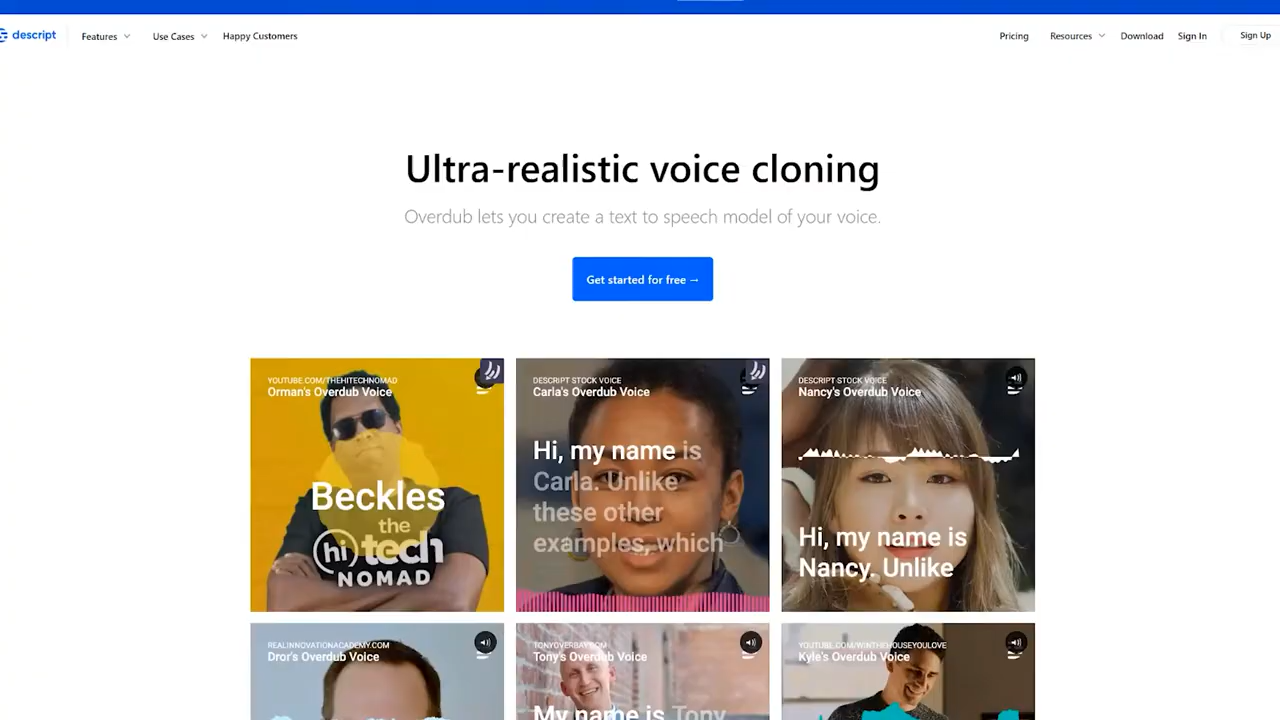 descript
Features
Use Cases
Happy Customers
Pricing
Resources
Download
Sign In
Sign Up
Ultra-realistic voice cloning
Overdub lets you create a text to speech model of your voice.
Get started for free →
YOUTUBE.COM/THEHITECHNOMAD
Orman's Overdub Voice
Beckles
the
hi tech
NOMAD
DESCRIPT STOCK VOICE
Carla's Overdub Voice
Hi, my name is
Carla. Unlike
these other
examples, which
DESCRIPT STOCK VOICE
Nancy's Overdub Voice
Hi, my name is
Nancy. Unlike
REALINNOVATIONACADEMY.COM
Dror's Overdub Voice
TONYOVERBAY.COM
Tony's Overdub Voice
My name is Tony
YOUTUBE.COM/WINTHEHOUSEYOULOVE
Kyle's Overdub Voice